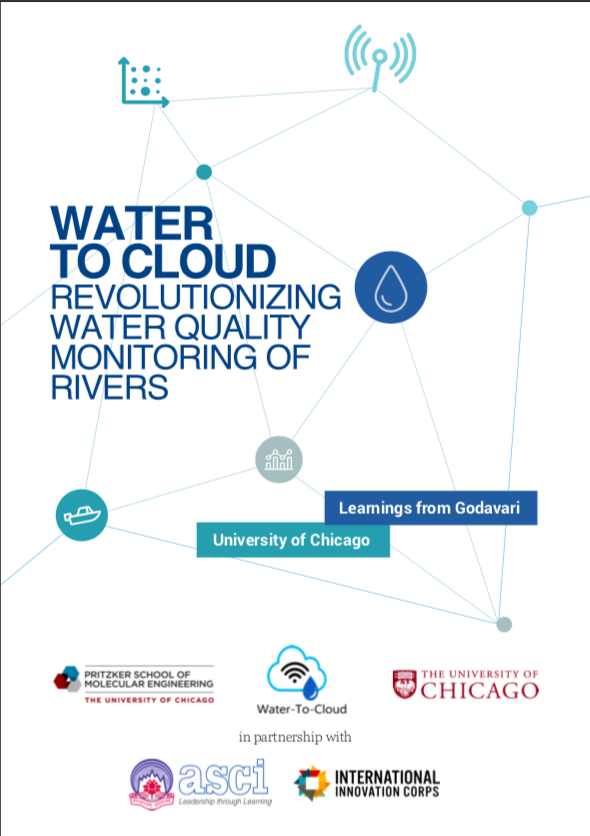 WATER
TO CLOUD
REVOLUTIONIZING
WATER QUALITY
MONITORING OF
RIVERS
Learnings from Godavari
University of Chicago
PRITZKER SCHOOL OF
MOLECULAR ENGINEERING
THE UNIVERSITY OF CHICAGO
Water-To-Cloud
THE UNIVERSITY OF
CHICAGO
in partnership with
asci
Leadership through Learning
INTERNATIONAL
INNOVATION CORPS